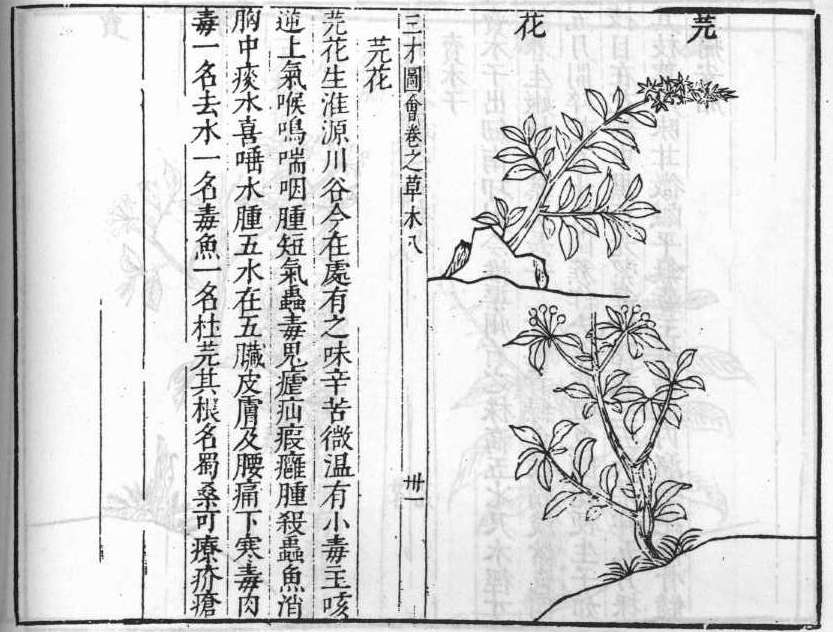 芫花
三才圖會卷之草木八
卅一
芫花
芫花生淮源川谷今在處有之味辛苦微温有小毒主咳
逆上氣喉鳴喘咽腫短氣蟲毒鬼瘧疝瘕癰腫殺蟲魚消
胸中痰水喜唾水腫五水在五臟皮膚及腰痛下寒毒肉
毒一名去水一名毒魚一名杜芫其根名蜀桑可療疥瘡